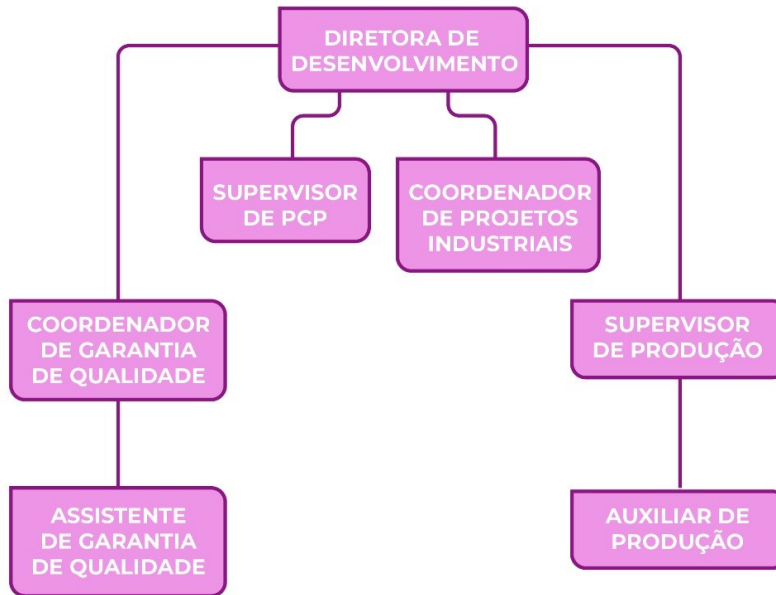 DIRETORA DE
DESENVOLVIMENTO
SUPERVISOR
DE PCP
COORDENADOR
DE PROJETOS
INDUSTRIAIS
COORDENADOR
DE GARANTIA
DE QUALIDADE
SUPERVISOR
DE PRODUÇÃO
ASSISTENTE
DE GARANTIA
DE QUALIDADE
AUXILIAR DE
PRODUÇÃO